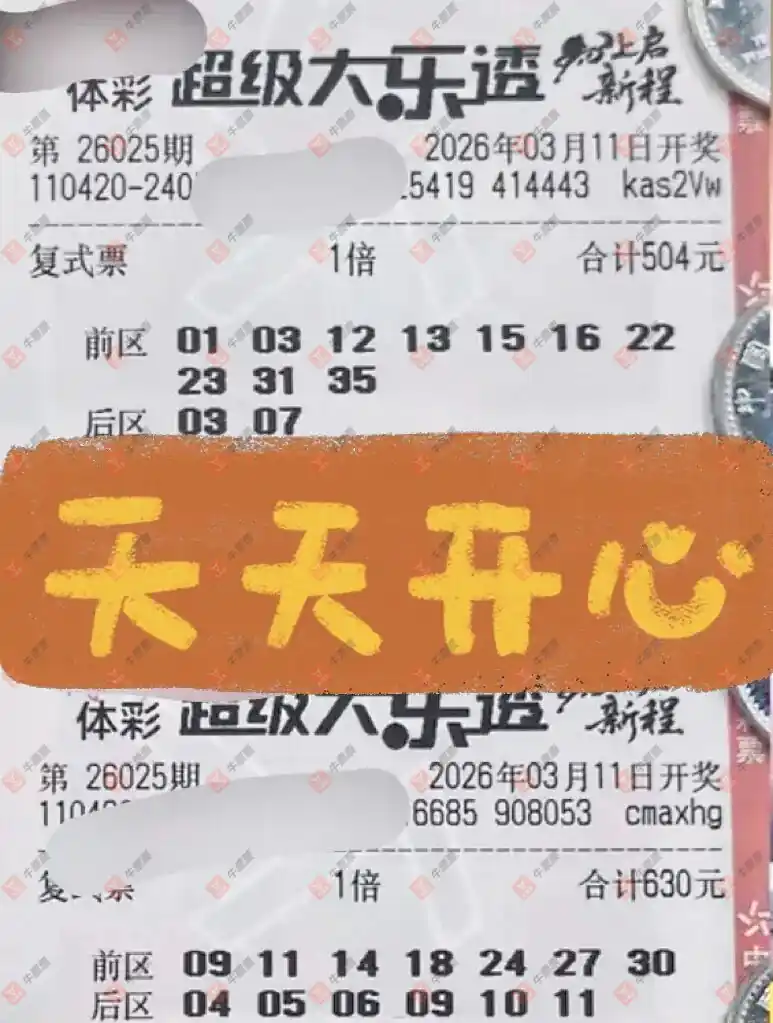 体彩 超级大乐透
新程
第 26025期 2026年03月11日开奖
110420-240 5419 414443 kas2Vw
复式票 1倍 合计504元
前区 01 03 12 13 15 16 22
23 31 35
后区 03 07
天天开心
体彩 超级大乐透
新程
第 26025期 2026年03月11日开奖
6685 908053 cmaxhg
1倍 合计630元
前区 09 11 14 18 24 27 30
后区 04 05 06 09 10 11